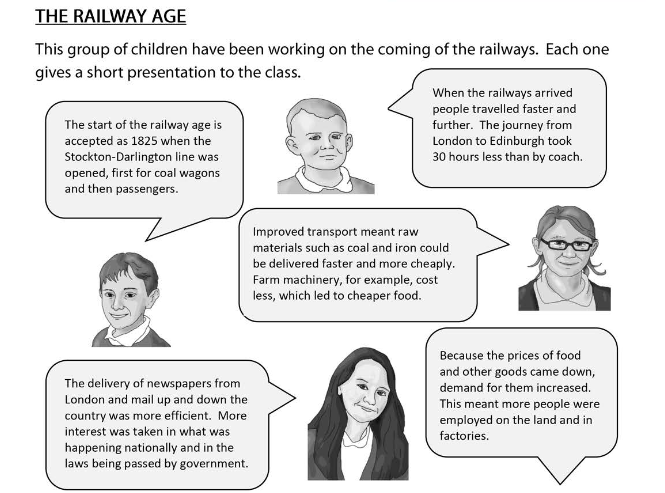 THE RAILWAY AGE
This group of children have been working on the coming of the railways. Each one
gives a short presentation to the class.
The start of the railway age is
accepted as 1825 when the
Stockton-Darlington line was
opened, first for coal wagons
and then passengers.
When the railways arrived
people travelled faster and
further. The journey from
London to Edinburgh took
30 hours less than by coach.
Improved transport meant raw
materials such as coal and iron could
be delivered faster and more cheaply.
Farm machinery, for example, cost
less, which led to cheaper food.
The delivery of newspapers from
London and mail up and down the
country was more efficient. More
interest was taken in what was
happening nationally and in the
laws being passed by government.
Because the prices of food
and other goods came down,
demand for them increased.
This meant more people were
employed on the land and in
factories.